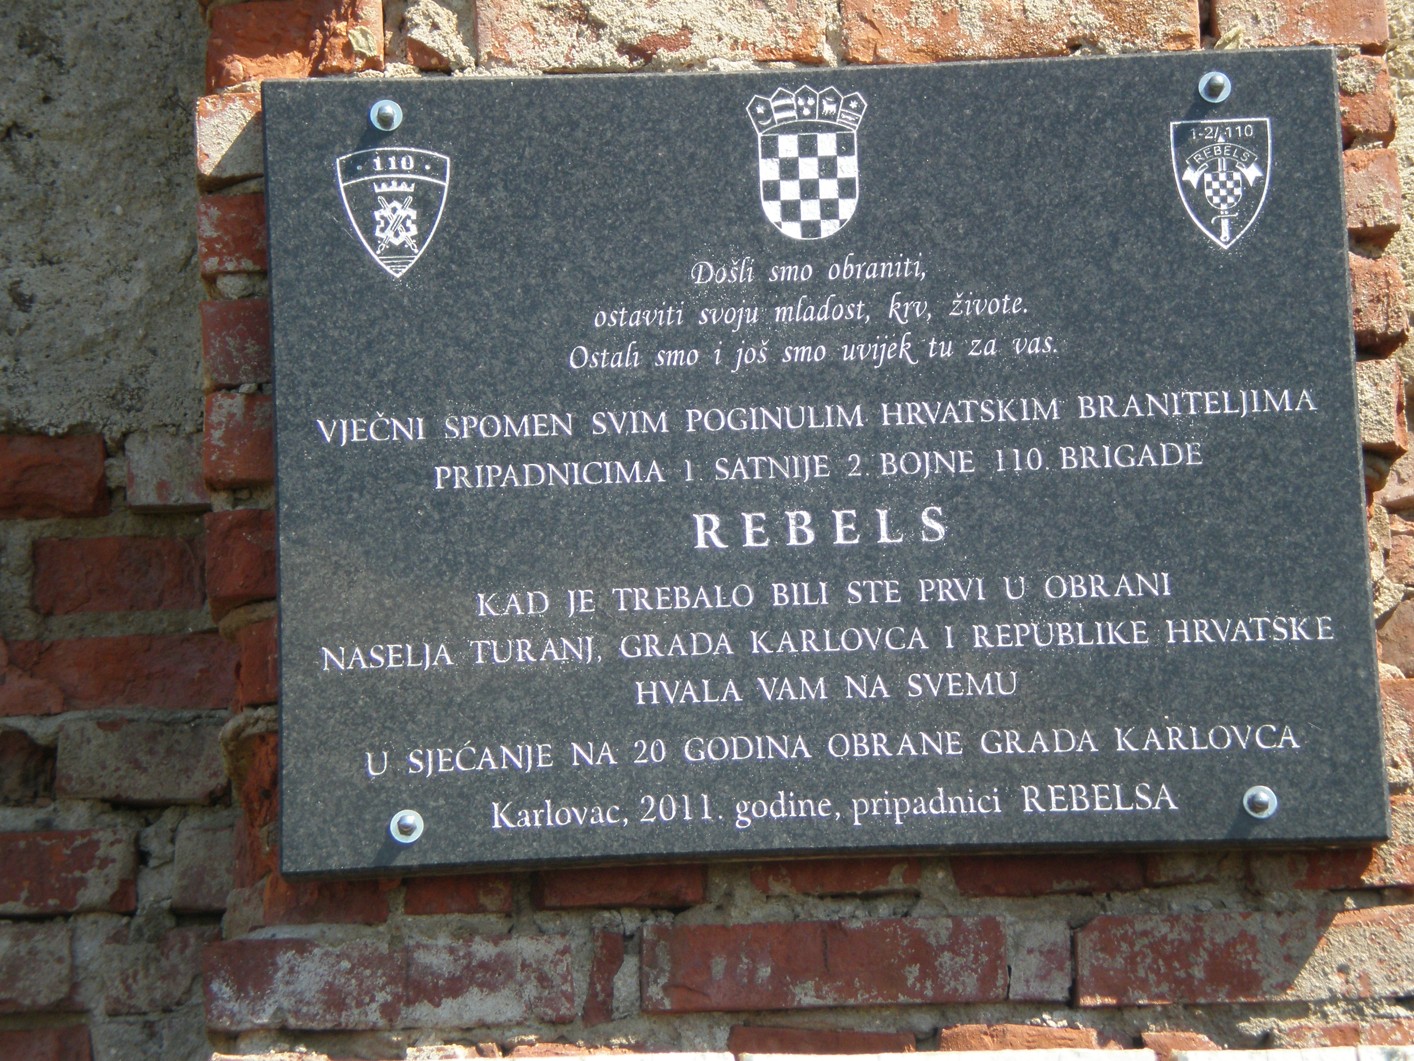 110
1-2/110
REBELS
Došli smo obraniti,
ostaviti svoju mladost, krv, živote.
Ostali smo i još smo uvijek tu za vas.
VJEČNI SPOMEN SVIM POGINULIM HRVATSKIM BRANITELJIMA
PRIPADNICIMA 1. SATNIJE 2. BOJNE 110. BRIGADE
REBELS
KAD JE TREBALO BILI STE PRVI U OBRANI
NASELJA TURANJ, GRADA KARLOVCA I REPUBLIKE HRVATSKE
HVALA VAM NA SVEMU
U SJEĆANJE NA 20 GODINA OBRANE GRADA KARLOVCA
Karlovac, 2011. godine, pripadnici REBELSA